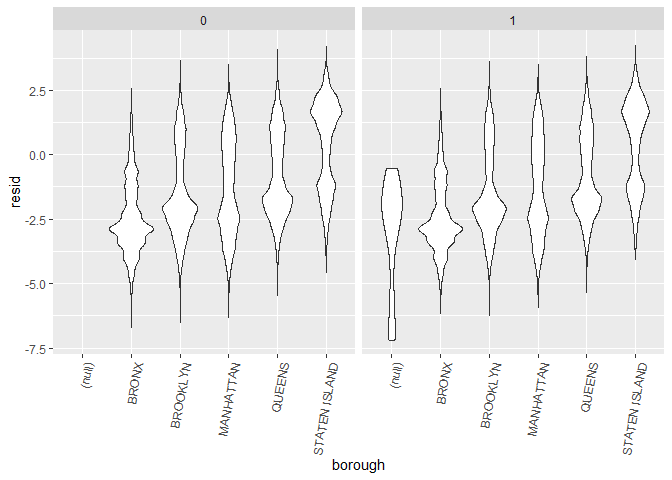 0
1
resid
2.5
0.0
-2.5
-5.0
-7.5
(null)
BRONX
BROOKLYN
MANHATTAN
QUEENS
STATEN ISLAND
(null)
BRONX
BROOKLYN
MANHATTAN
QUEENS
STATEN ISLAND
borough